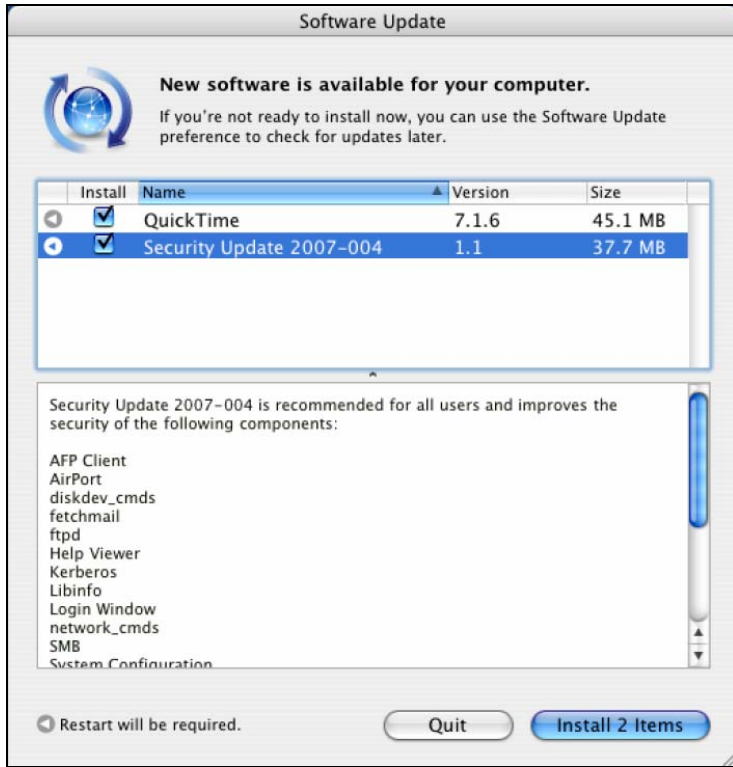 Software Update
New software is available for your computer.
If you're not ready to install now, you can use the Software Update
preference to check for updates later.
Install Name Version Size
QuickTime 7.1.6 45.1 MB
Security Update 2007-004 1.1 37.7 MB
Security Update 2007-004 is recommended for all users and improves the
security of the following components:
AFP Client
AirPort
diskdev_cmds
fetchmail
ftpd
Help Viewer
Kerberos
Libinfo
Login Window
network_cmds
SMB
System Configuration
Restart will be required.
Quit
Install 2 Items